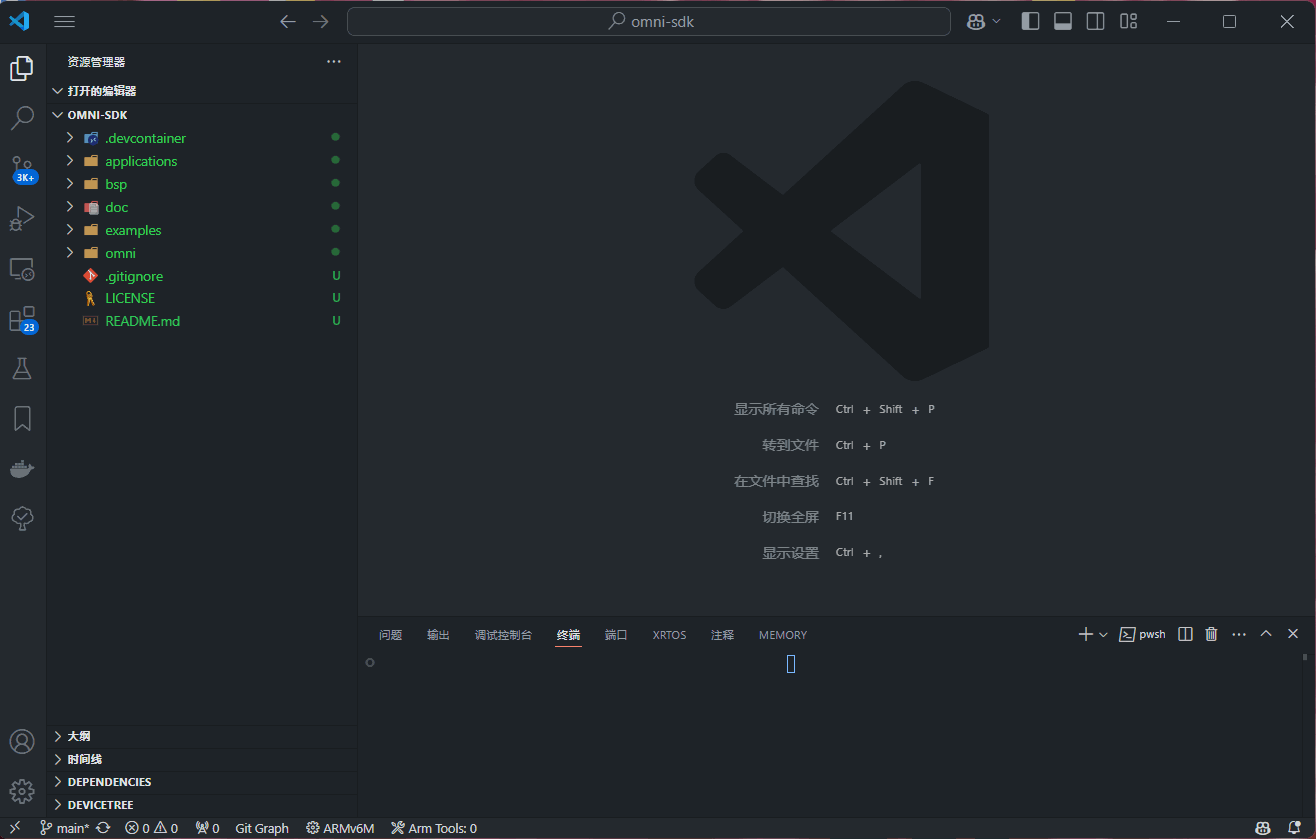 omni-sdk
资源管理器
打开的编辑器
OMNI-SDK
.devcontainer
applications
bsp
doc
examples
omni
.gitignore U
LICENSE U
README.md U
3K+
23
显示所有命令 Ctrl + Shift + P
转到文件 Ctrl + P
在文件中查找 Ctrl + Shift + F
切换全屏 F11
显示设置 Ctrl + ,
问题 输出 调试控制台 终端 端口 XRTOS 注释 MEMORY pwsh
大纲
时间线
DEPENDENCIES
DEVICETREE
main* 0 0 0 Git Graph ARMv6M Arm Tools: 0